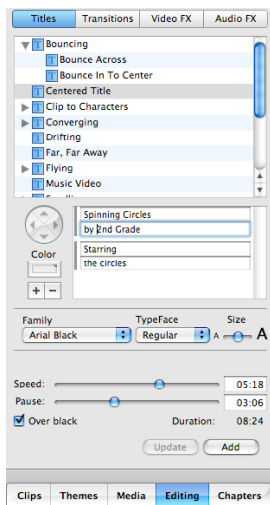 Titles Transitions Video FX Audio FX
Bouncing
Bounce Across
Bounce In To Center
Centered Title
Clip to Characters
Converging
Drifting
Far, Far Away
Flying
Music Video
Spinning Circles
by 2nd Grade
Color
Starring
the circles
+ −
Family TypeFace Size
Arial Black Regular A A
Speed: 05:18
Pause: 03:06
Over black Duration: 08:24
Update Add
Clips Themes Media Editing Chapters